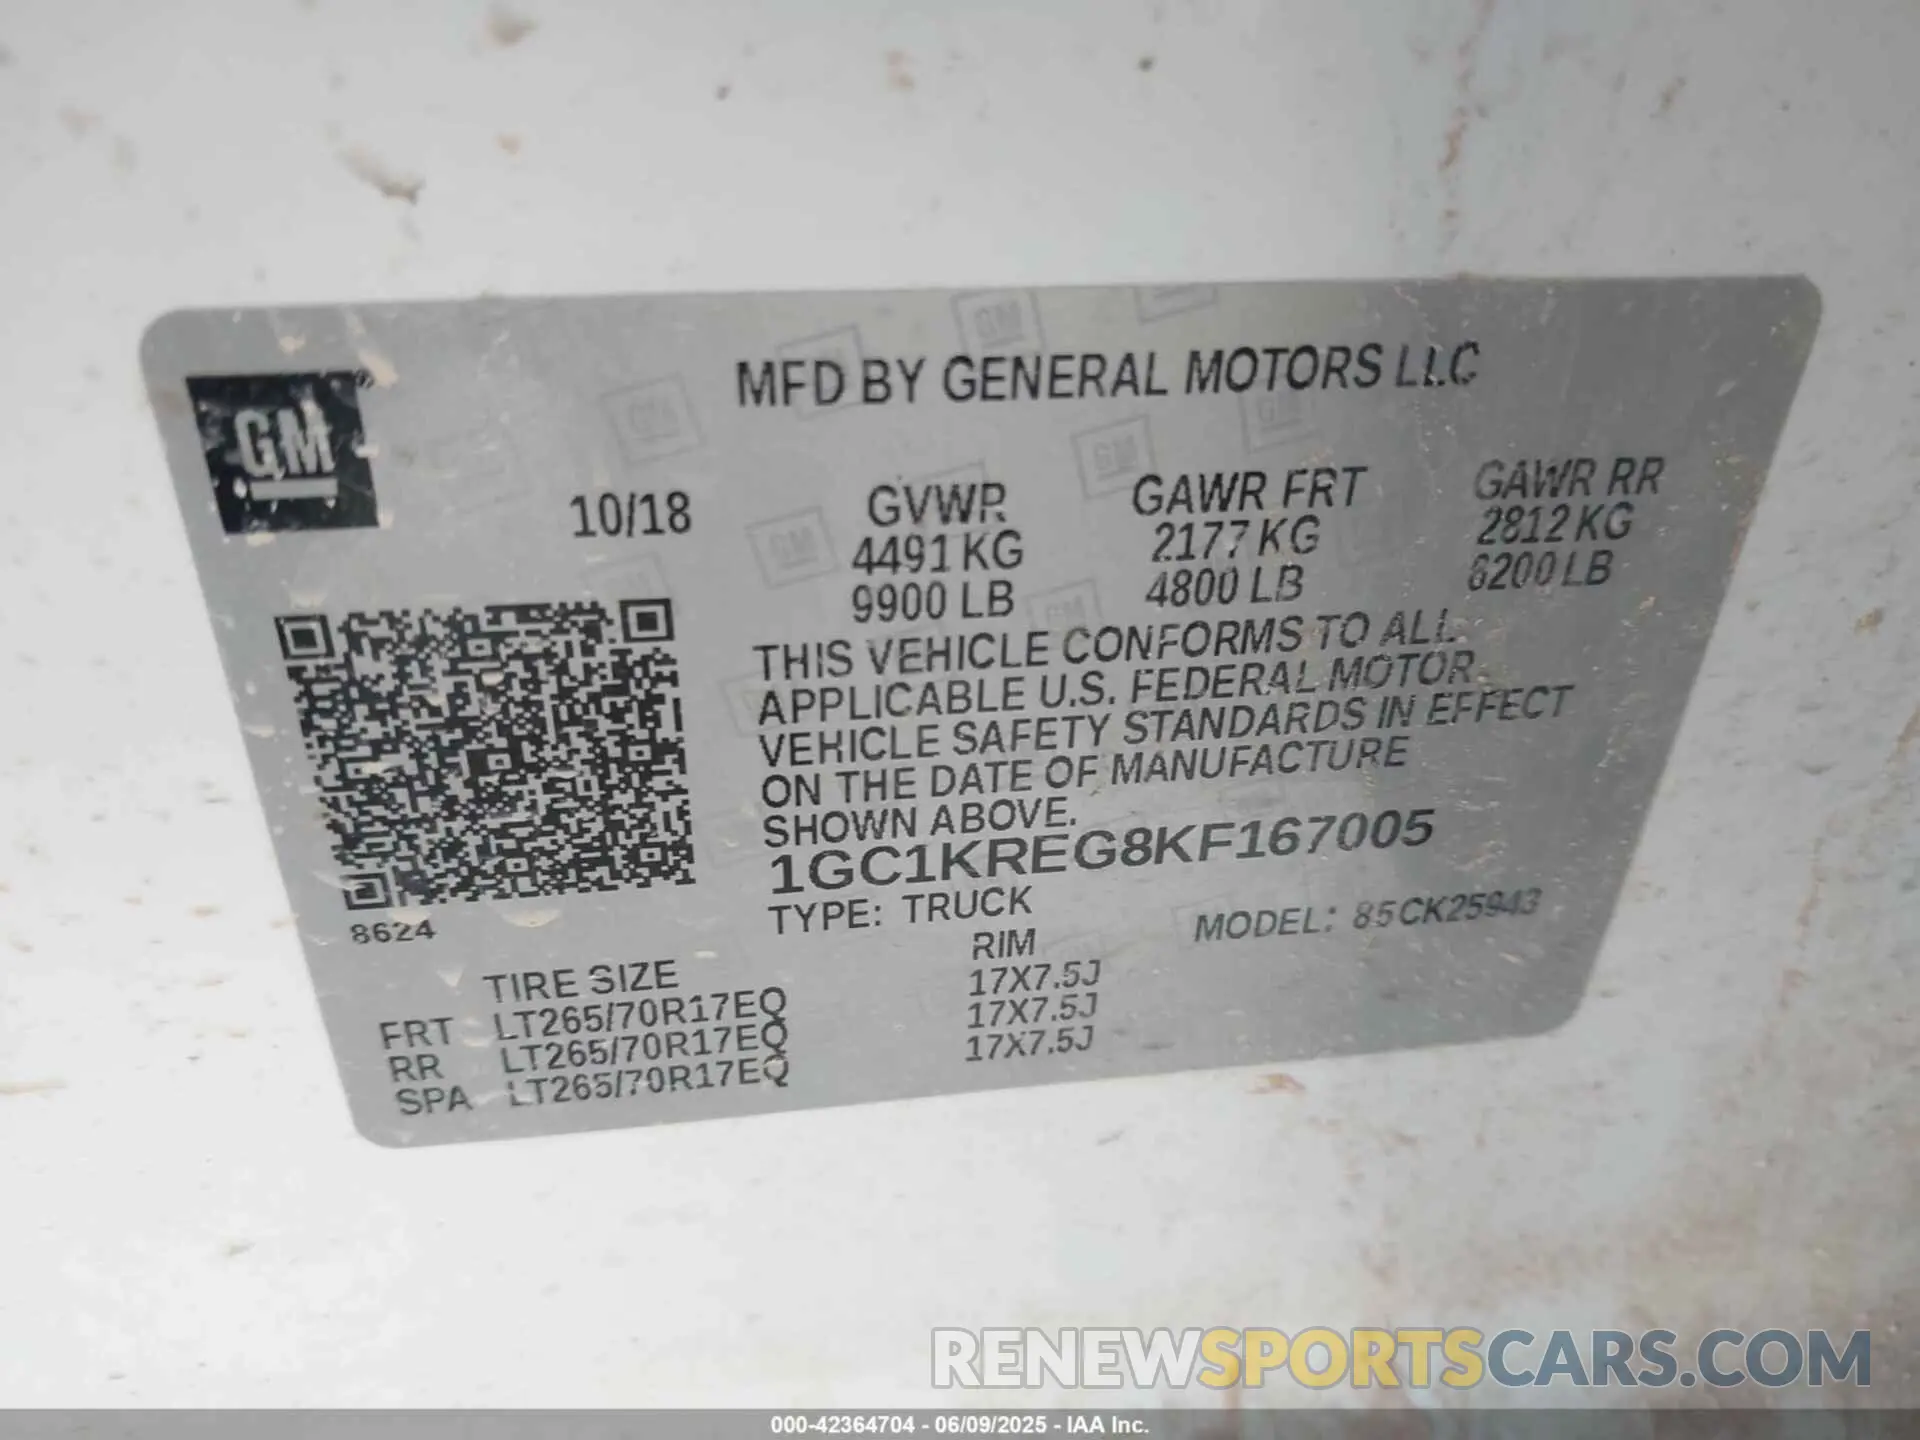 MFD BY GENERAL MOTORS LLC
GM
10/18 GVWR GAWR FRT GAWR RR
4491 KG 2177 KG 2812 KG
9900 LB 4800 LB 6200 LB
THIS VEHICLE CONFORMS TO ALL
APPLICABLE U.S. FEDERAL MOTOR
VEHICLE SAFETY STANDARDS IN EFFECT
ON THE DATE OF MANUFACTURE
SHOWN ABOVE.
1GC1KREG8KF167005
TYPE: TRUCK MODEL: 85CK25943
8624
TIRE SIZE RIM
FRT LT265/70R17EQ 17X7.5J
RR LT265/70R17EQ 17X7.5J
SPA LT265/70R17EQ 17X7.5J
RENEWSPORTSCARS.COM
000-42364704 - 06/09/2025 - IAA Inc.